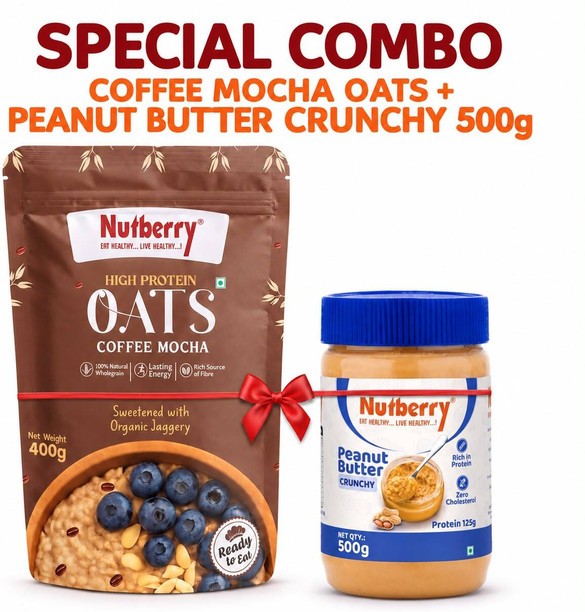 SPECIAL COMBO
COFFEE MOCHA OATS +
PEANUT BUTTER CRUNCHY 500g
Nutberry®
EAT HEALTHY... LIVE HEALTHY...!
HIGH PROTEIN
OATS
COFFEE MOCHA
100% Natural
Wholegrain
Lasting
Energy
Rich Source
of Fibre
Sweetened with
Organic Jaggery
Net Weight
400g
Ready
to Eat
Nutberry®
EAT HEALTHY... LIVE HEALTHY...!
Peanut
Butter
CRUNCHY
Rich in
Protein
Zero
Cholesterol
Protein 125g
NET QTY.:
500g